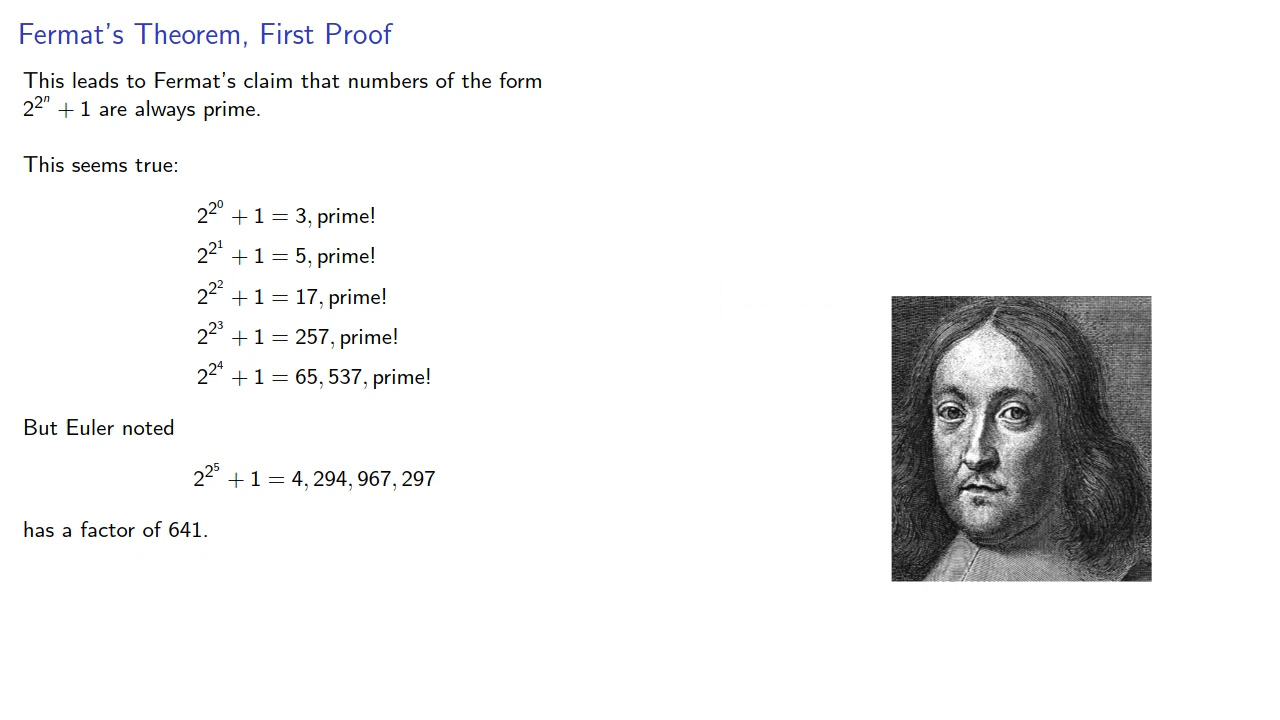 Fermat's Theorem, First Proof
This leads to Fermat's claim that numbers of the form
$2^{2^n} + 1$ are always prime.
This seems true:
$2^{2^0} + 1 = 3$, prime!
$2^{2^1} + 1 = 5$, prime!
$2^{2^2} + 1 = 17$, prime!
$2^{2^3} + 1 = 257$, prime!
$2^{2^4} + 1 = 65,537$, prime!
But Euler noted
$2^{2^5} + 1 = 4,294,967,297$
has a factor of 641.